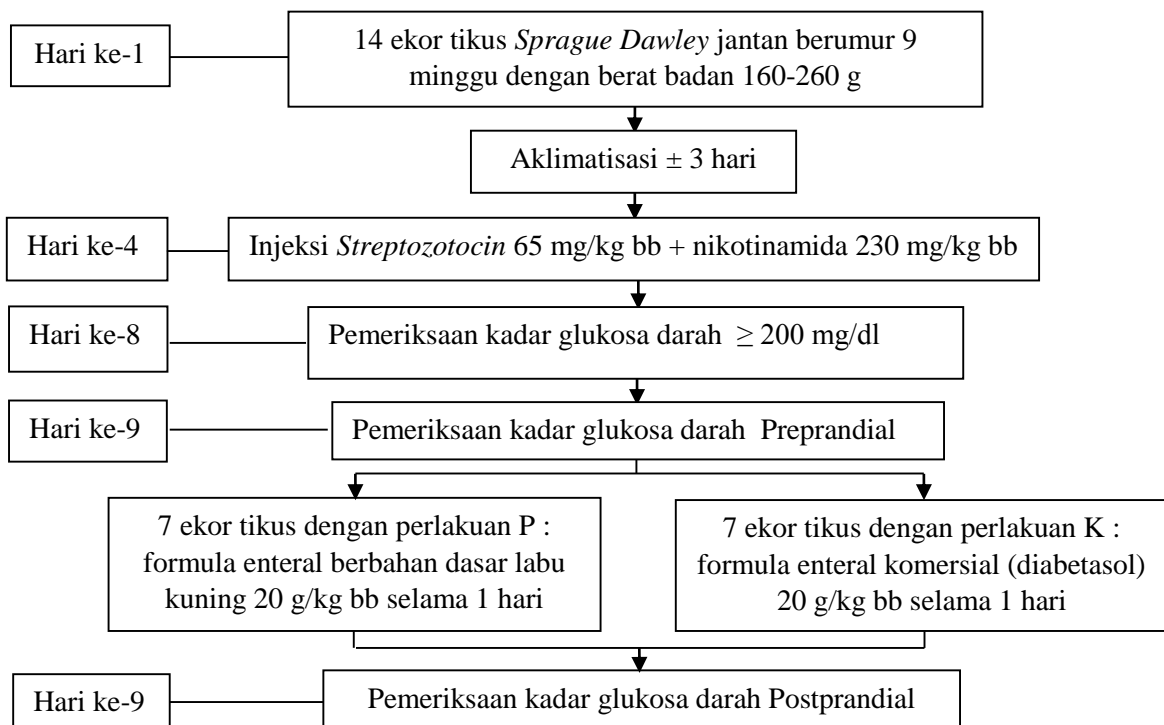 Hari ke-1
14 ekor tikus Sprague Dawley jantan berumur 9
minggu dengan berat badan 160-260 g
Aklimatisasi ± 3 hari
Hari ke-4
Injeksi Streptozotocin 65 mg/kg bb + nikotinamida 230 mg/kg bb
Hari ke-8
Pemeriksaan kadar glukosa darah ≥ 200 mg/dl
Hari ke-9
Pemeriksaan kadar glukosa darah Preprandial
7 ekor tikus dengan perlakuan P :
formula enteral berbahan dasar labu
kuning 20 g/kg bb selama 1 hari
7 ekor tikus dengan perlakuan K :
formula enteral komersial (diabetasol)
20 g/kg bb selama 1 hari
Hari ke-9
Pemeriksaan kadar glukosa darah Postprandial